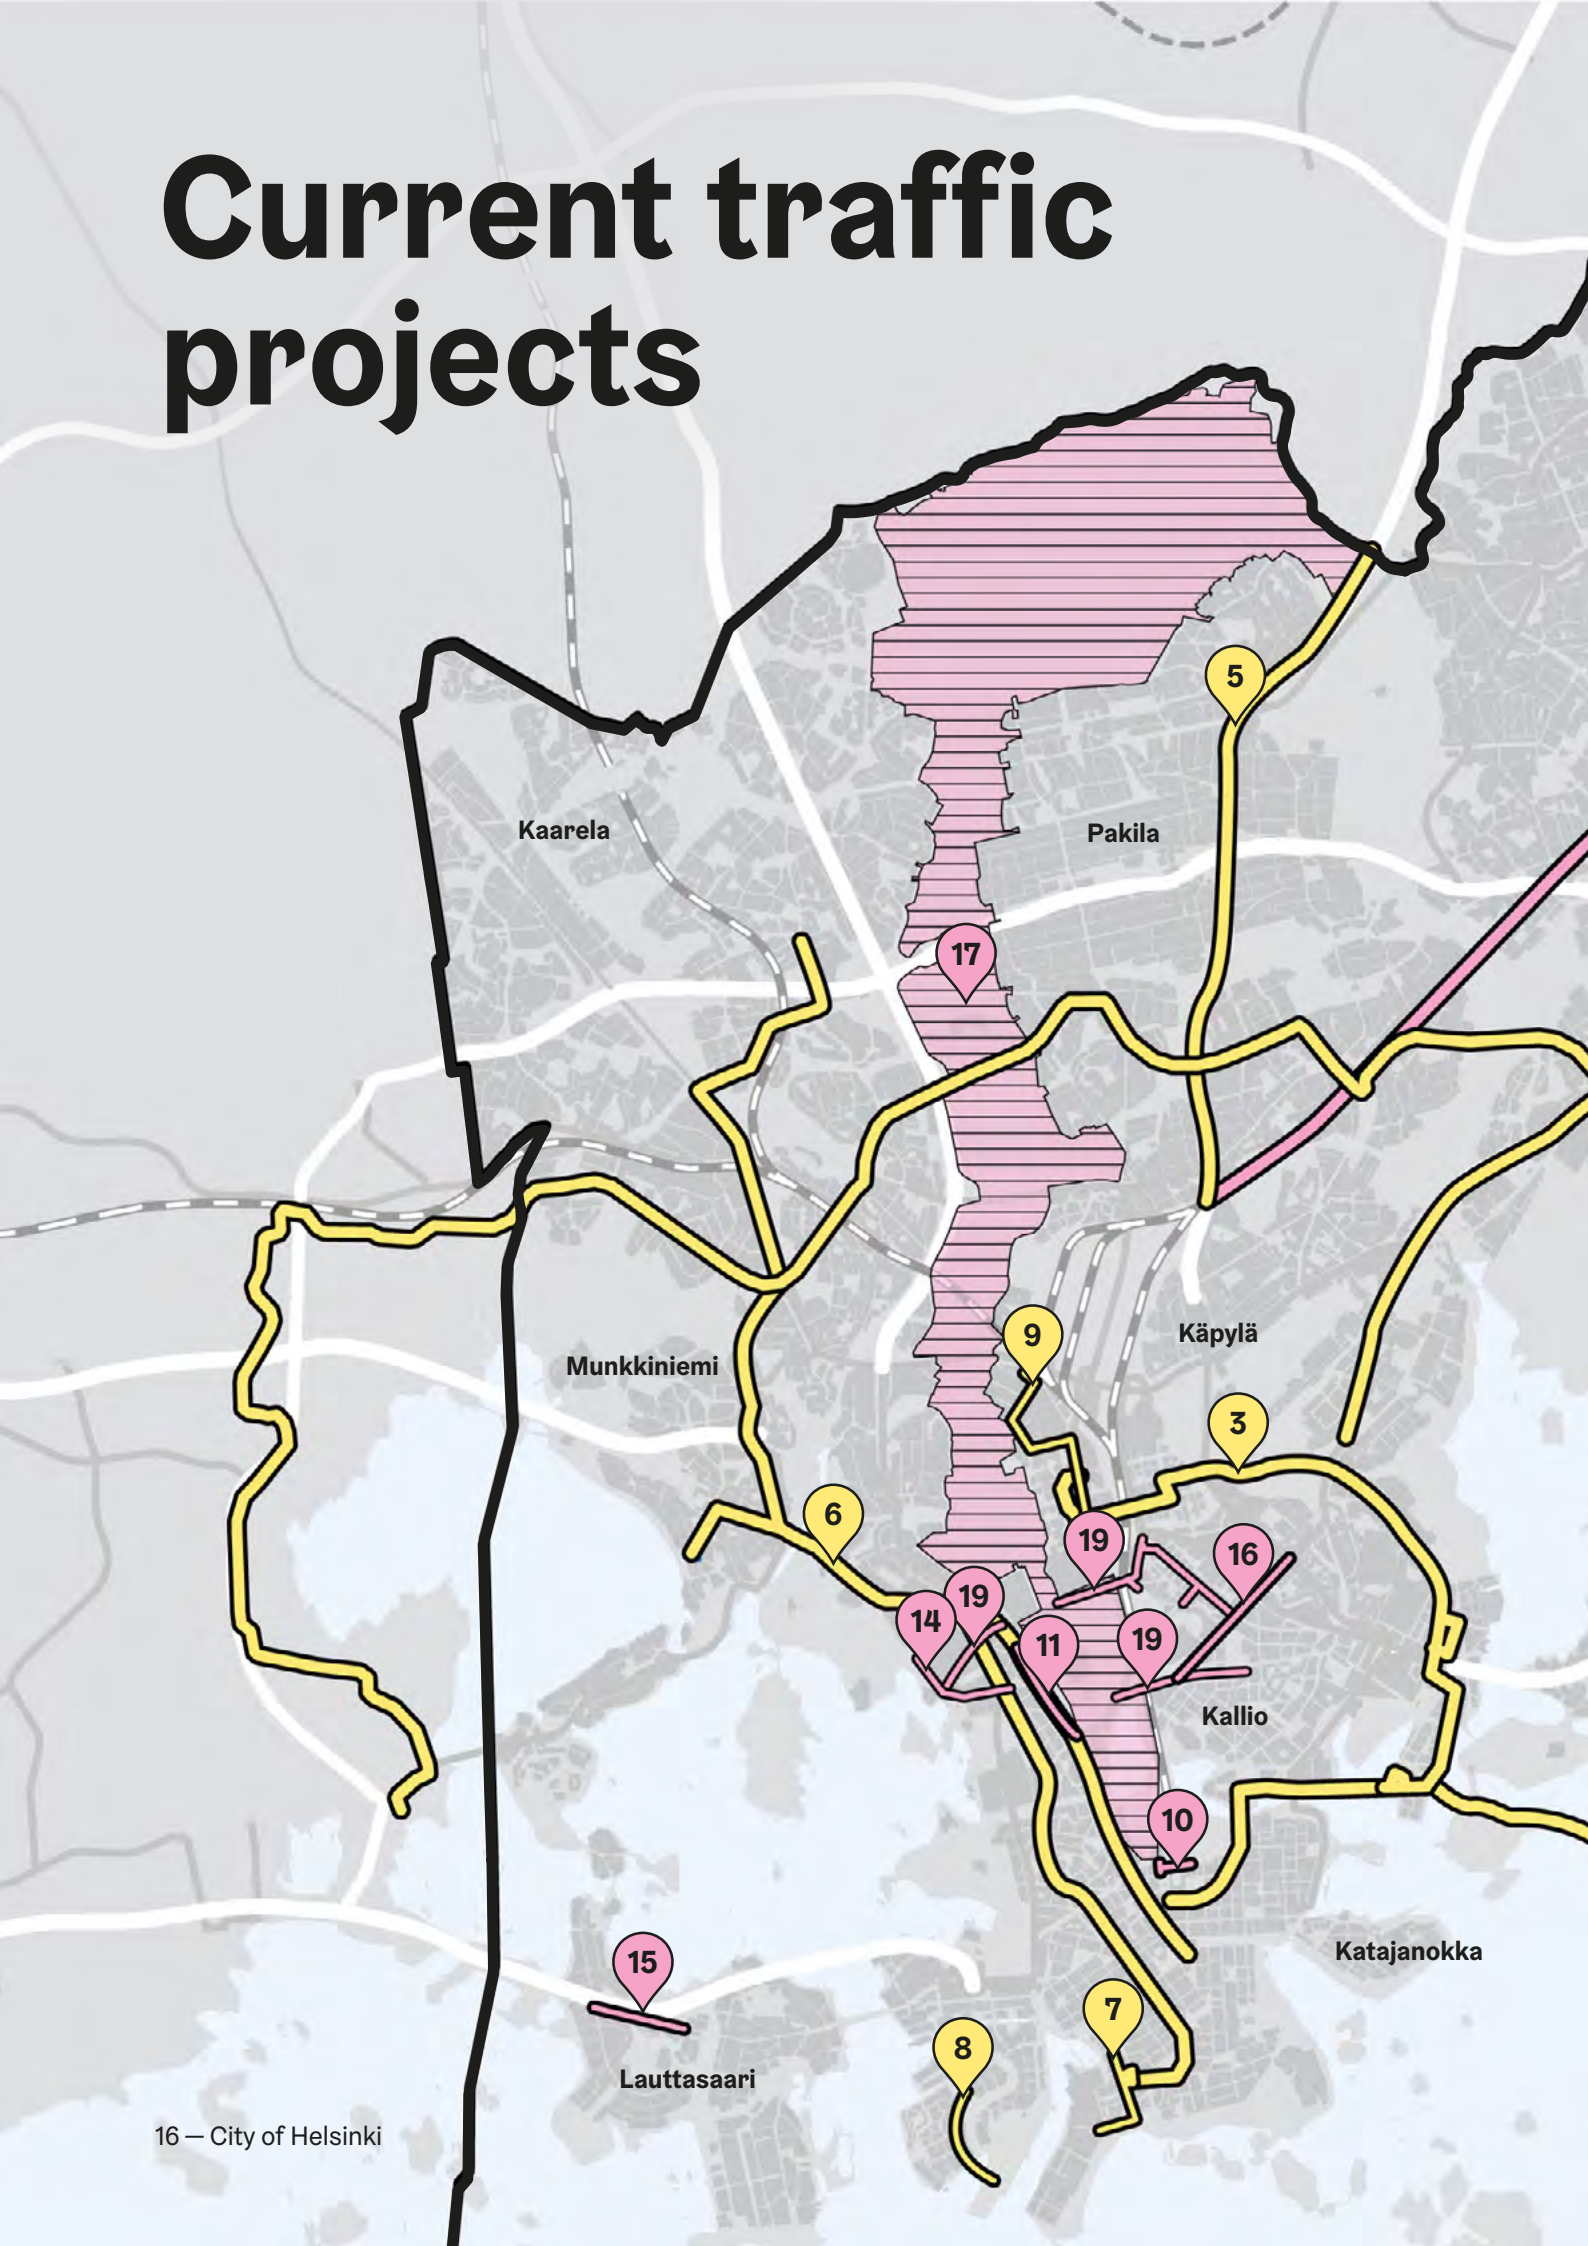 Current traffic
projects
5
Kaarela
Pakila
17
9
Käpylä
Munkkiniemi
3
6
19
16
19
14
11
19
Kallio
10
Katajanokka
15
7
8
Lauttasaari
16 — City of Helsinki